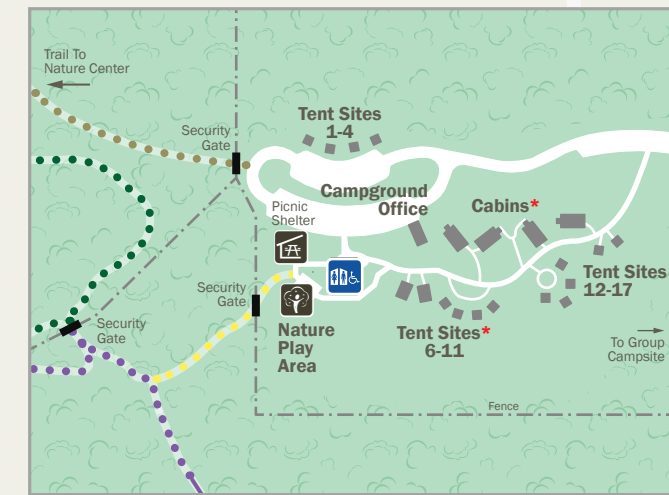 Trail To
Nature Center
Security
Gate
Tent Sites
1-4
Campground
Office
Picnic
Shelter
Cabins*
Security
Gate
Tent Sites
12-17
Security
Gate
Nature
Play
Area
Tent Sites*
6-11
To Group
Campsite
Fence